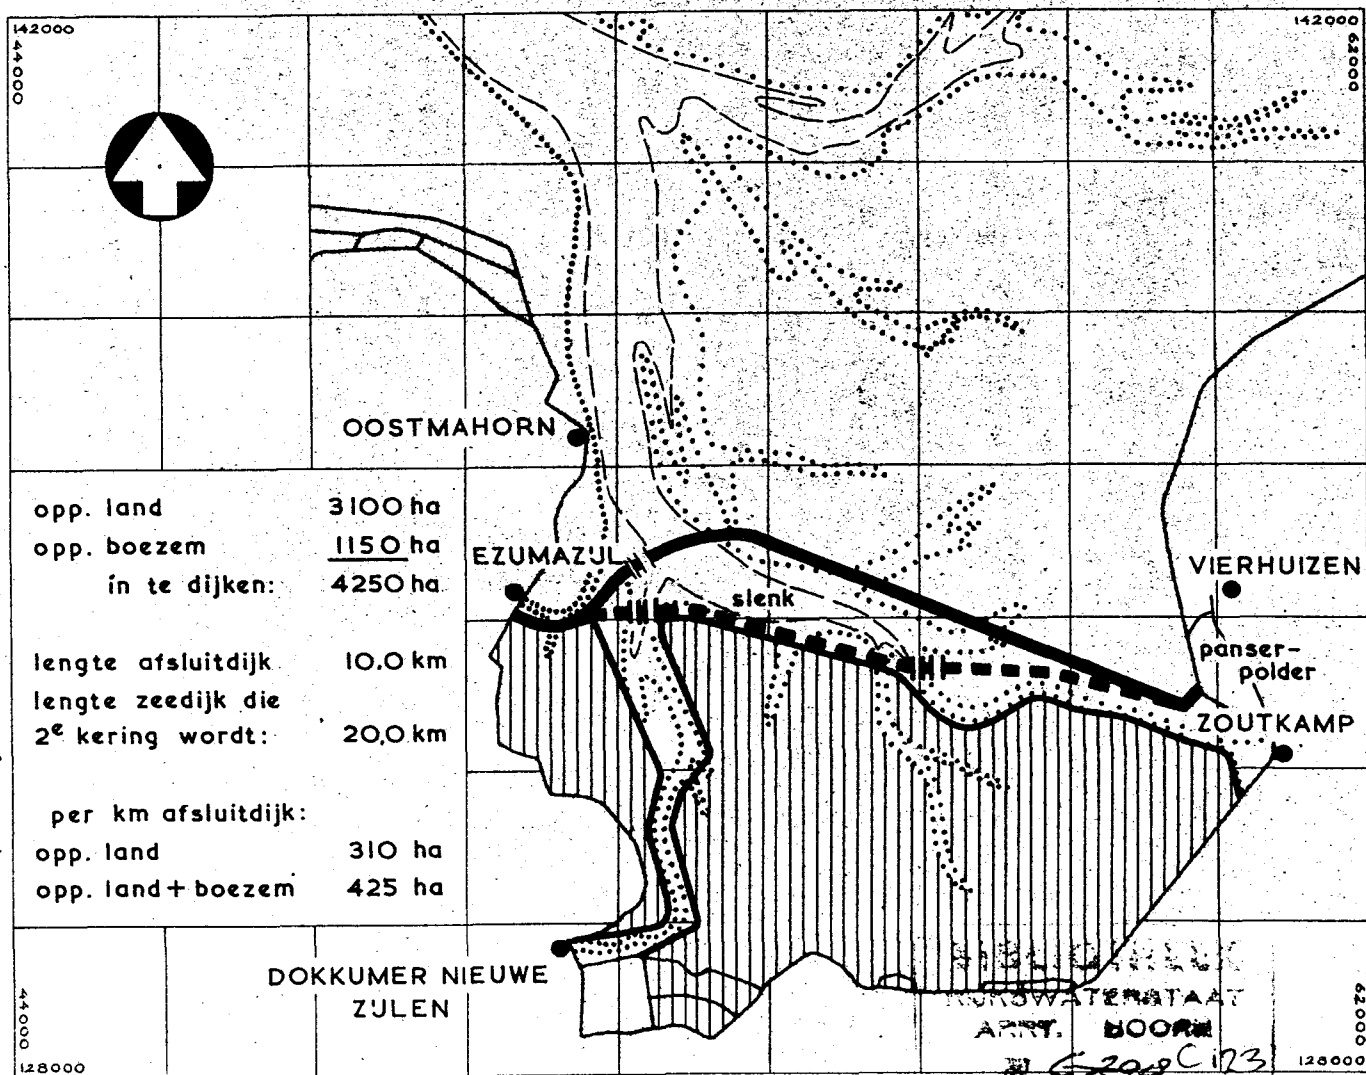 142000
44000
142000
62000
OOSTMAHORN
opp. land 3100 ha
opp. boezem 1150 ha
in te dijken: 4250 ha
lengte afsluitdijk 10.0 km
lengte zeedijk die
2e kering wordt: 20,0 km
per km afsluitdijk:
opp. land 310 ha
opp. land + boezem 425 ha
EZUMAZIJL
slenk
VIERHUIZEN
panser-
polder
ZOUTKAMP
DOKKUMER NIEUWE
ZIJLEN
RIJKSWATERSTAAT
ARRT. HOORN
44000
128000
62000
128000